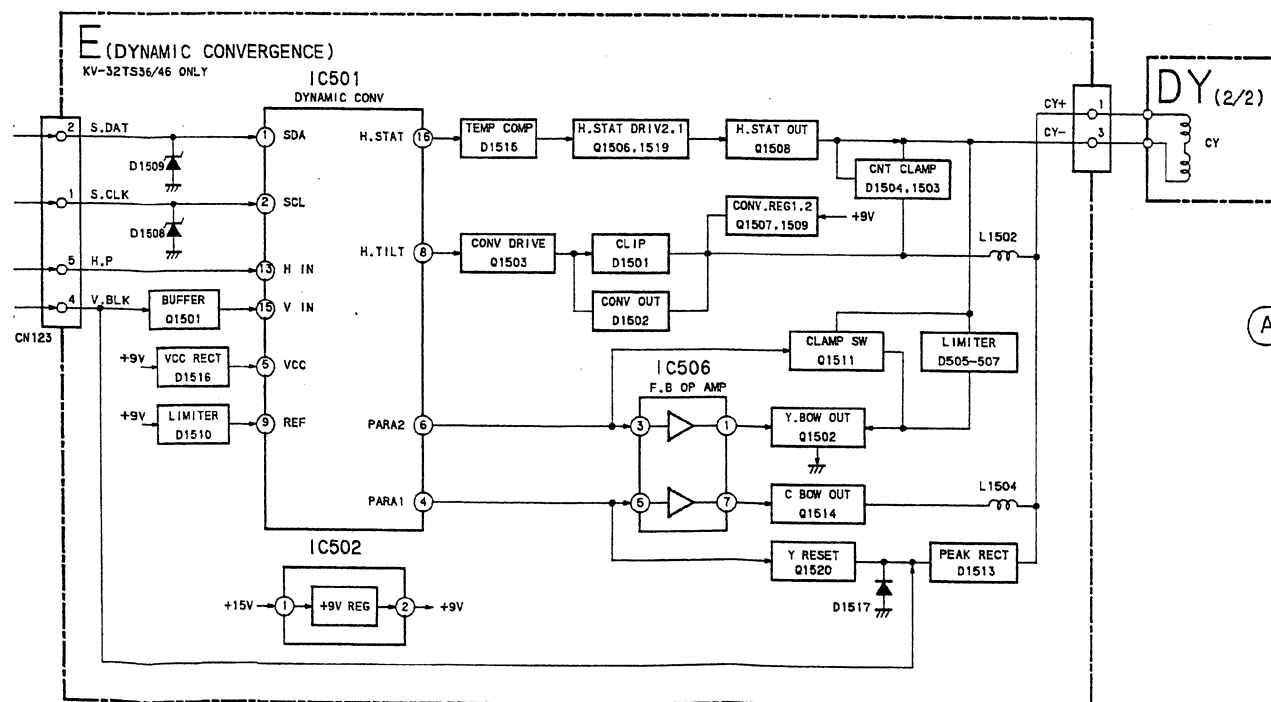 E (DYNAMIC CONVERGENCE)
KV-32TS36/46 ONLY
DY (2/2)
IC501
DYNAMIC CONV
2 S.DAT
1 SDA
D1509
1 S.CLK
2 SCL
D1508
5 H.P
13 H IN
4 V.BLK
BUFFER
Q1501
15 V IN
CN123
+9V
VCC RECT
D1516
5 VCC
+9V
LIMITER
D1510
9 REF
H.STAT 16
TEMP COMP
D1515
H.STAT DRIV2.1
Q1506.1519
H.STAT OUT
Q1508
CNT CLAMP
D1504.1503
CY+ 1
CY- 3
CY
CONV.REG1.2
Q1507.1509
+9V
H.TILT 8
CONV DRIVE
Q1503
CLIP
D1501
CONV OUT
D1502
L1502
CLAMP SW
Q1511
LIMITER
D505-507
A
IC506
F.B OP AMP
PARA2 6
3
1
Y.BOW OUT
Q1502
PARA1 4
5
7
C BOW OUT
Q1514
L1504
Y RESET
Q1520
PEAK RECT
D1513
D1517
IC502
+15V
1
+9V REG
2
+9V